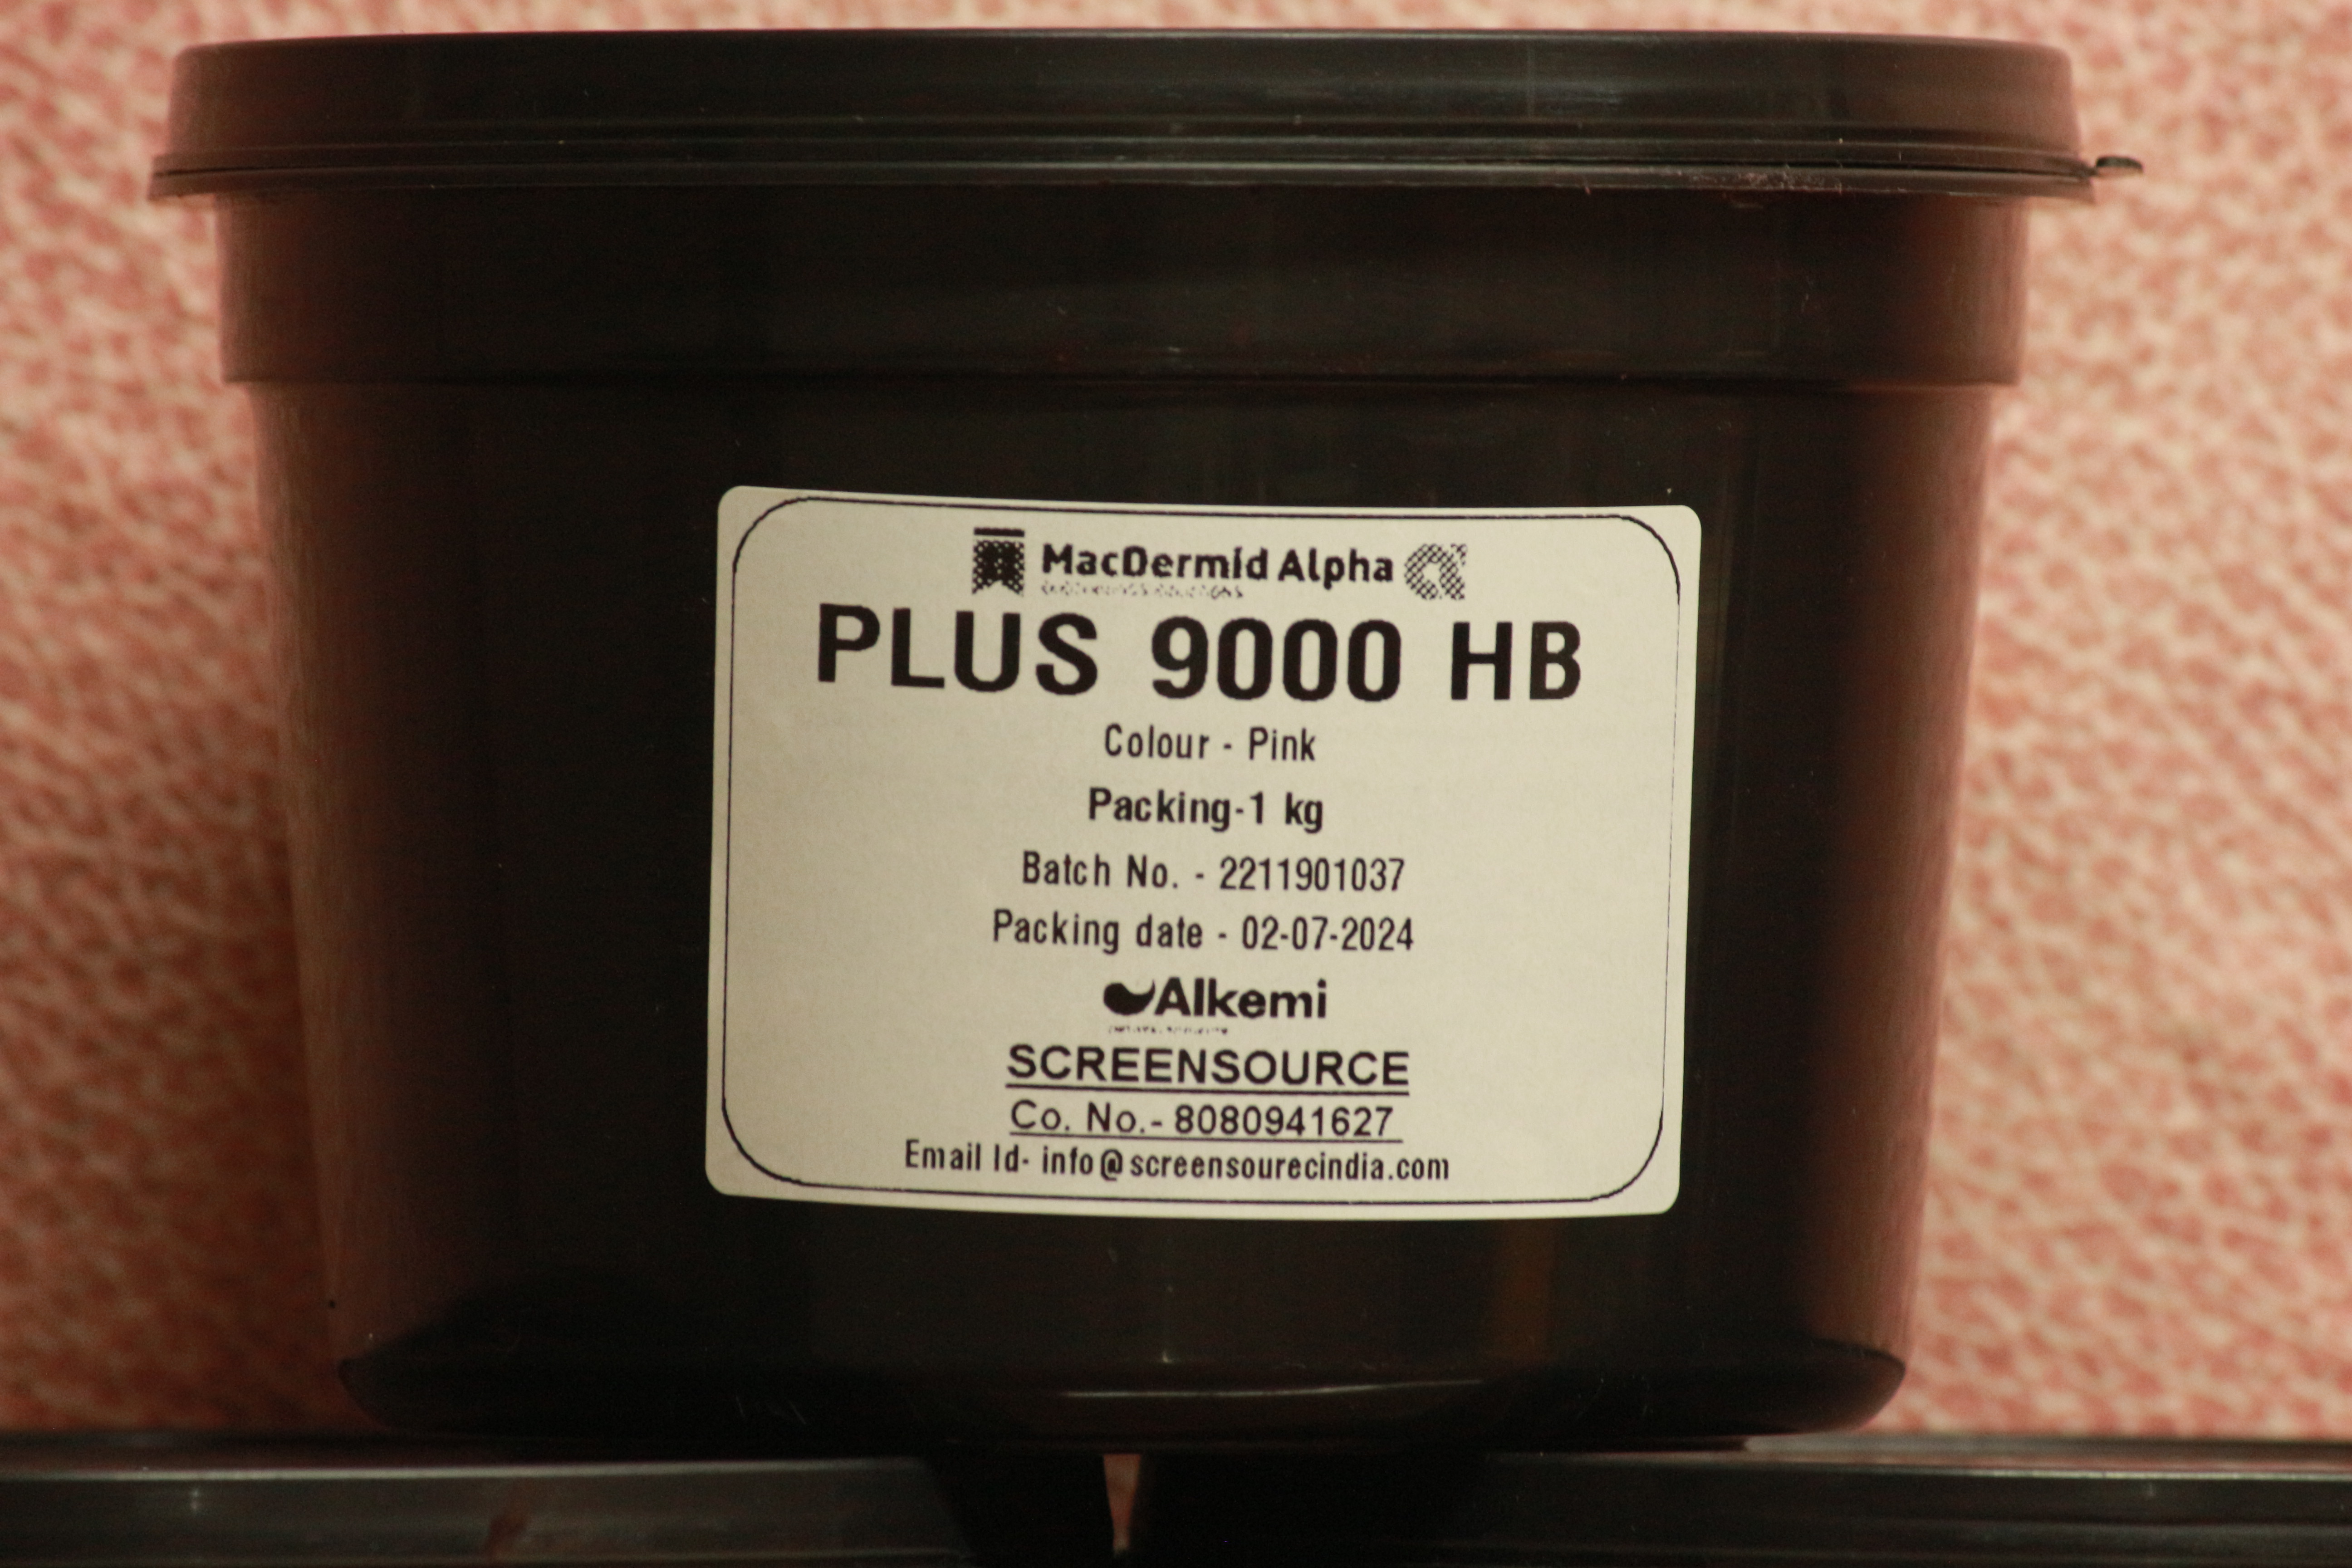 MacDermid Alpha
PLUS 9000 HB
Colour - Pink
Packing-1 kg
Batch No. - 2211901037
Packing date - 02-07-2024
Alkemi
SCREENSOURCE
Co. No.- 8080941627
Email Id- info@screensourecindia.com